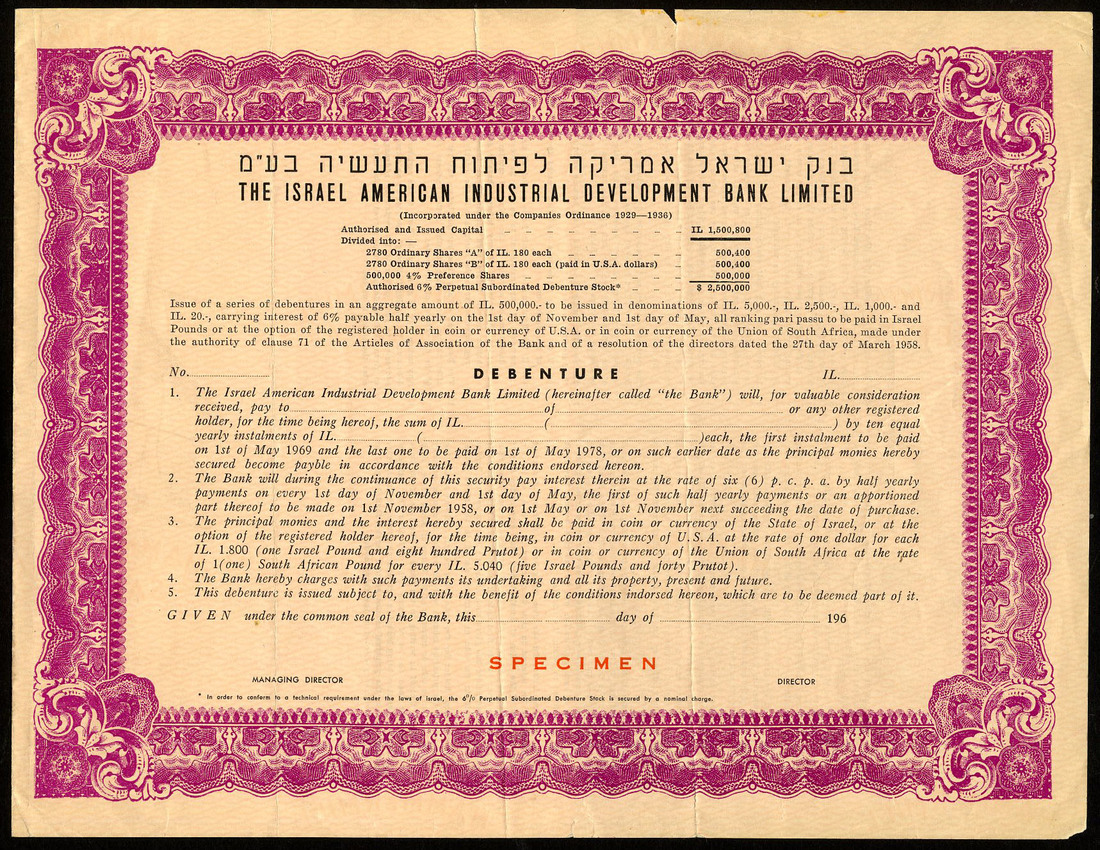 בנק ישראל אמריקה לפיתוח התעשיה בע"מ
THE ISRAEL AMERICAN INDUSTRIAL DEVELOPMENT BANK LIMITED
(Incorporated under the Companies Ordinance 1929—1936)
Authorised and Issued Capital IL 1,500,800
Divided into: —
2780 Ordinary Shares "A" of IL. 180 each 500,400
2780 Ordinary Shares "B" of IL. 180 each (paid in U.S.A. dollars) 500,400
500,000 4% Preference Shares 500,000
Authorised 6% Perpetual Subordinated Debenture Stock* $ 2,500,000
Issue of a series of debentures in an aggregate amount of IL. 500,000.- to be issued in denominations of IL. 5,000.-, IL. 2,500.-, IL. 1,000.- and
IL. 20.-, carrying interest of 6% payable half yearly on the 1st day of November and 1st day of May, all ranking pari passu to be paid in Israel
Pounds or at the option of the registered holder in coin or currency of U.S.A. or in coin or currency of the Union of South Africa, made under
the authority of clause 71 of the Articles of Association of the Bank and of a resolution of the directors dated the 27th day of March 1958.
No. DEBENTURE IL.
1. The Israel American Industrial Development Bank Limited (hereinafter called "the Bank") will, for valuable consideration
received, pay to of or any other registered
holder, for the time being hereof, the sum of IL. ( ) by ten equal
yearly instalments of IL. ( )each, the first instalment to be paid
on 1st of May 1969 and the last one to be paid on 1st of May 1978, or on such earlier date as the principal monies hereby
secured become payble in accordance with the conditions endorsed hereon.
2. The Bank will during the continuance of this security pay interest therein at the rate of six (6) p. c. p. a. by half yearly
payments on every 1st day of November and 1st day of May, the first of such half yearly payments or an apportioned
part thereof to be made on 1st November 1958, or on 1st May or on 1st November next succeeding the date of purchase.
3. The principal monies and the interest hereby secured shall be paid in coin or currency of the State of Israel, or at the
option of the registered holder hereof, for the time being, in coin or currency of U.S.A. at the rate of one dollar for each
IL. 1.800 (one Israel Pound and eight hundred Prutot) or in coin or currency of the Union of South Africa at the rate
of 1(one) South African Pound for every IL. 5.040 (five Israel Pounds and forty Prutot).
4. The Bank hereby charges with such payments its undertaking and all its property, present and future.
5. This debenture is issued subject to, and with the benefit of the conditions indorsed hereon, which are to be deemed part of it.
GIVEN under the common seal of the Bank, this day of 196
SPECIMEN
MANAGING DIRECTOR DIRECTOR
* In order to conform to a technical requirement under the laws of Israel, the 6% Perpetual Subordinated Debenture Stock is secured by a nominal charge.